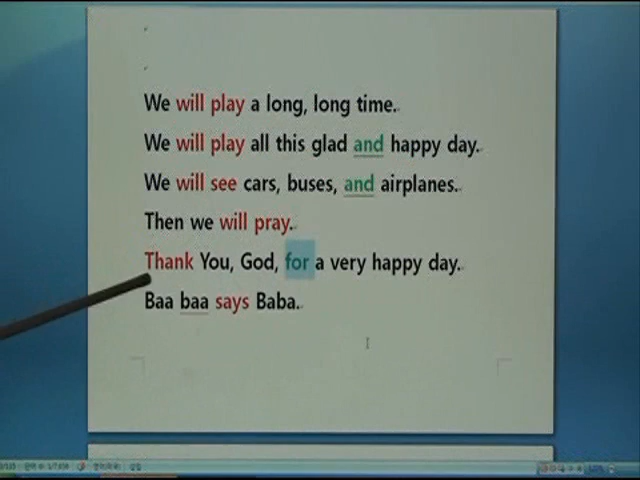 We will play a long, long time.
We will play all this glad and happy day.
We will see cars, buses, and airplanes.
Then we will pray.
Thank You, God, for a very happy day.
Baa baa says Baba.